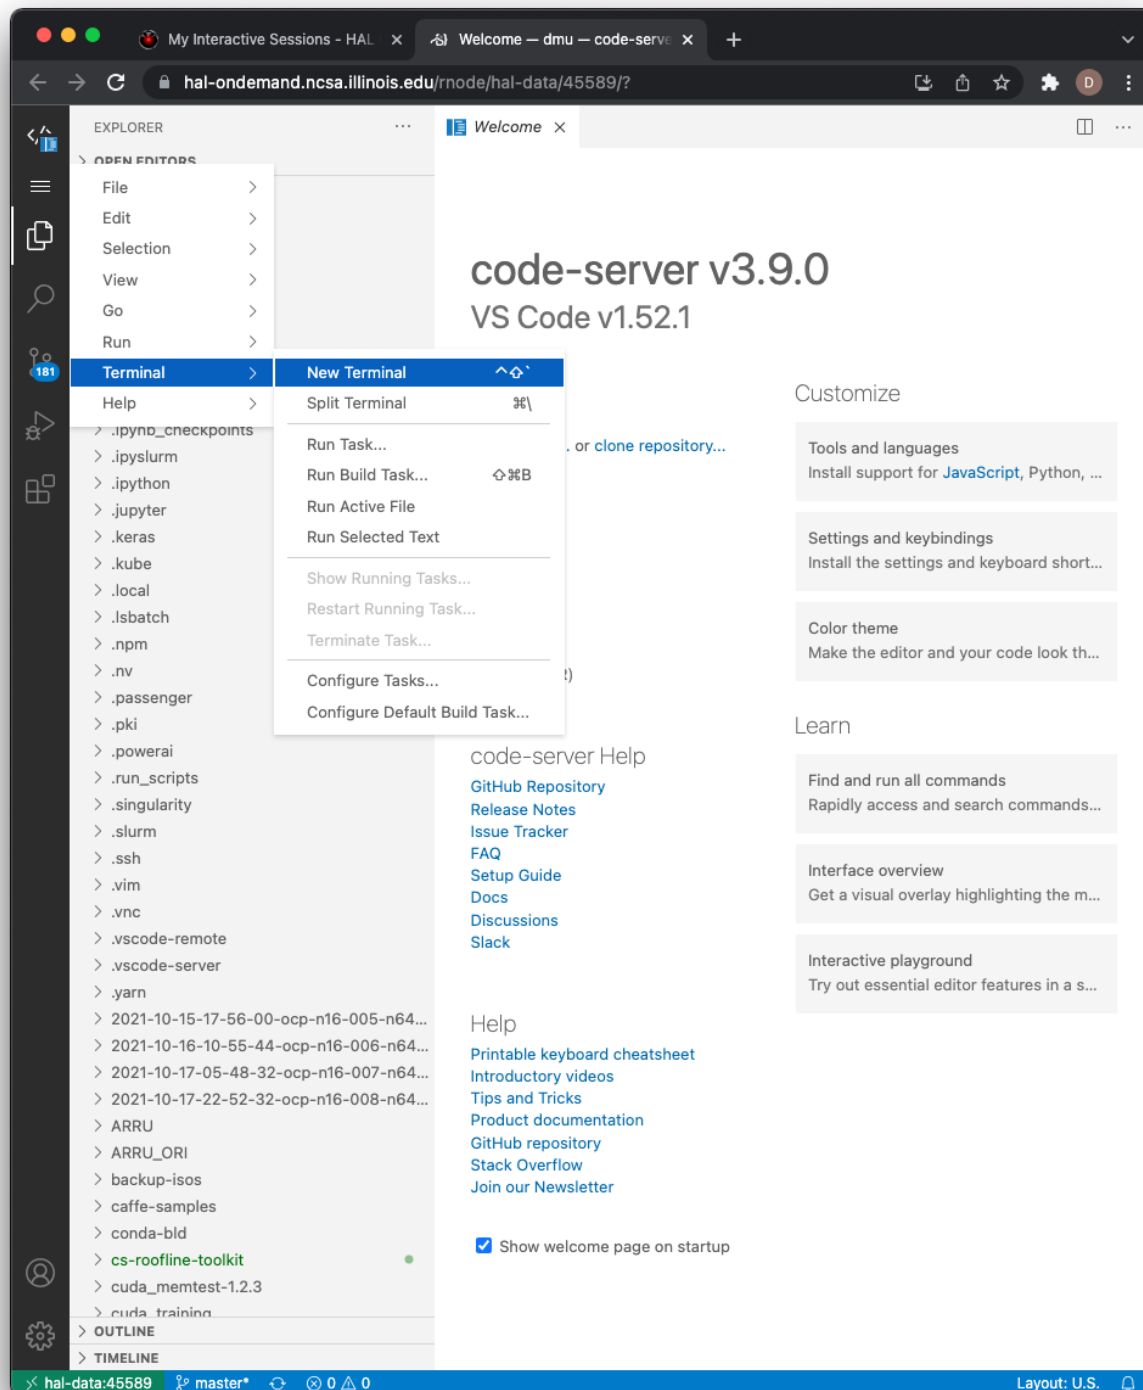 My Interactive Sessions - HAL
Welcome — dmu — code-serve
hal-ondemand.ncsa.illinois.edu/rnode/hal-data/45589/?
D
EXPLORER
OPEN EDITORS
File
Edit
Selection
View
Go
Run
Terminal
Help
New Terminal ^⇧`
Split Terminal ⌘\
Run Task...
Run Build Task... ⇧⌘B
Run Active File
Run Selected Text
Show Running Tasks...
Restart Running Task...
Terminate Task...
Configure Tasks...
Configure Default Build Task...
181
.ipynb_checkpoints
.ipyslurm
.ipython
.jupyter
.keras
.kube
.local
.lsbatch
.npm
.nv
.passenger
.pki
.powerai
.run_scripts
.singularity
.slurm
.ssh
.vim
.vnc
.vscode-remote
.vscode-server
.yarn
2021-10-15-17-56-00-ocp-n16-005-n64...
2021-10-16-10-55-44-ocp-n16-006-n64...
2021-10-17-05-48-32-ocp-n16-007-n64...
2021-10-17-22-52-32-ocp-n16-008-n64...
ARRU
ARRU_ORI
backup-isos
caffe-samples
conda-bld
cs-roofline-toolkit
cuda_memtest-1.2.3
cuda_training
OUTLINE
TIMELINE
Welcome
code-server v3.9.0
VS Code v1.52.1
. or clone repository...
code-server Help
GitHub Repository
Release Notes
Issue Tracker
FAQ
Setup Guide
Docs
Discussions
Slack
Help
Printable keyboard cheatsheet
Introductory videos
Tips and Tricks
Product documentation
GitHub repository
Stack Overflow
Join our Newsletter
Show welcome page on startup
Customize
Tools and languages
Install support for JavaScript, Python, ...
Settings and keybindings
Install the settings and keyboard short...
Color theme
Make the editor and your code look th...
Learn
Find and run all commands
Rapidly access and search commands...
Interface overview
Get a visual overlay highlighting the m...
Interactive playground
Try out essential editor features in a s...
hal-data:45589 master* 0 0
Layout: U.S.